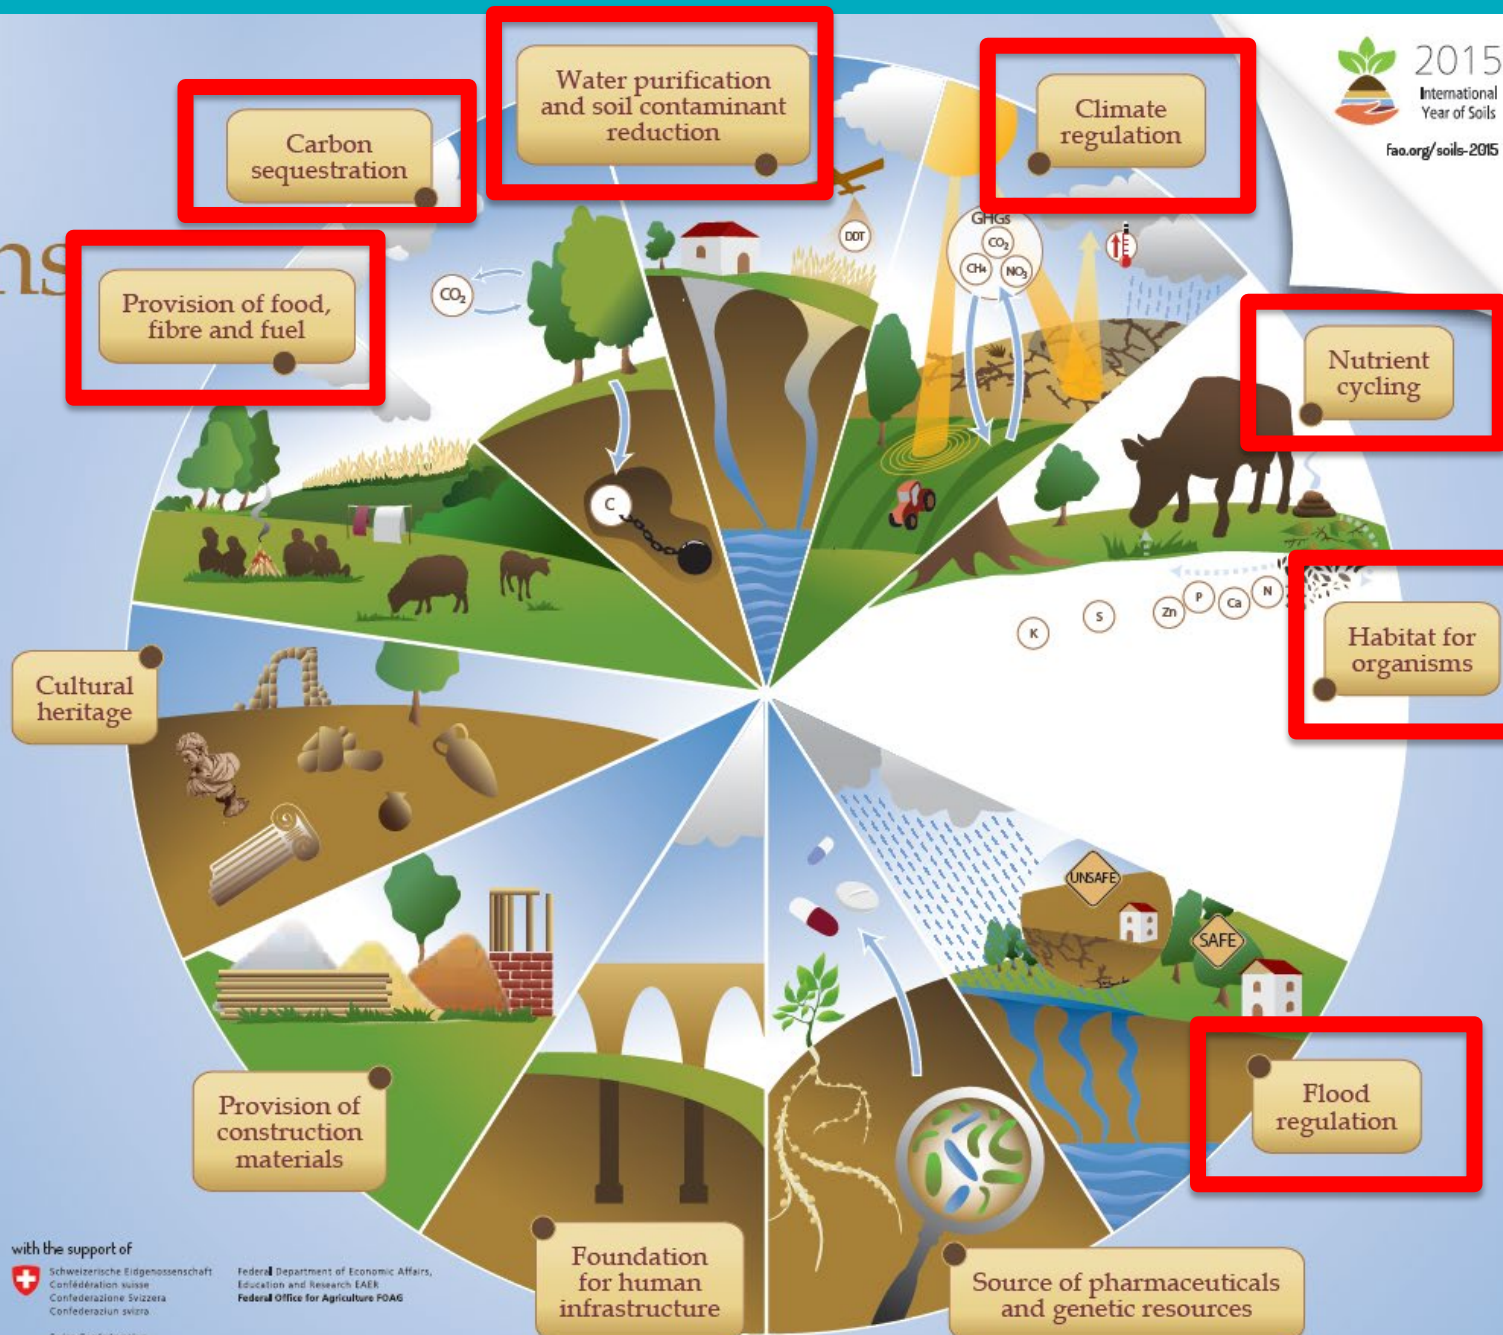 2015
International
Year of Soils
fao.org/soils-2015
ns
Water purification
and soil contaminant
reduction
Climate
regulation
Carbon
sequestration
Provision of food,
fibre and fuel
Nutrient
cycling
Habitat for
organisms
Cultural
heritage
Flood
regulation
Provision of
construction
materials
Foundation
for human
infrastructure
Source of pharmaceuticals
and genetic resources
CO₂
C
DDT
GHGs
CO₂
CH₄
NO₃
K
S
Zn
P
Ca
N
UNSAFE
SAFE
with the support of
Schweizerische Eidgenossenschaft
Confédération suisse
Confederazione Svizzera
Confederaziun svizra
Federal Department of Economic Affairs,
Education and Research EAER
Federal Office for Agriculture FOAG